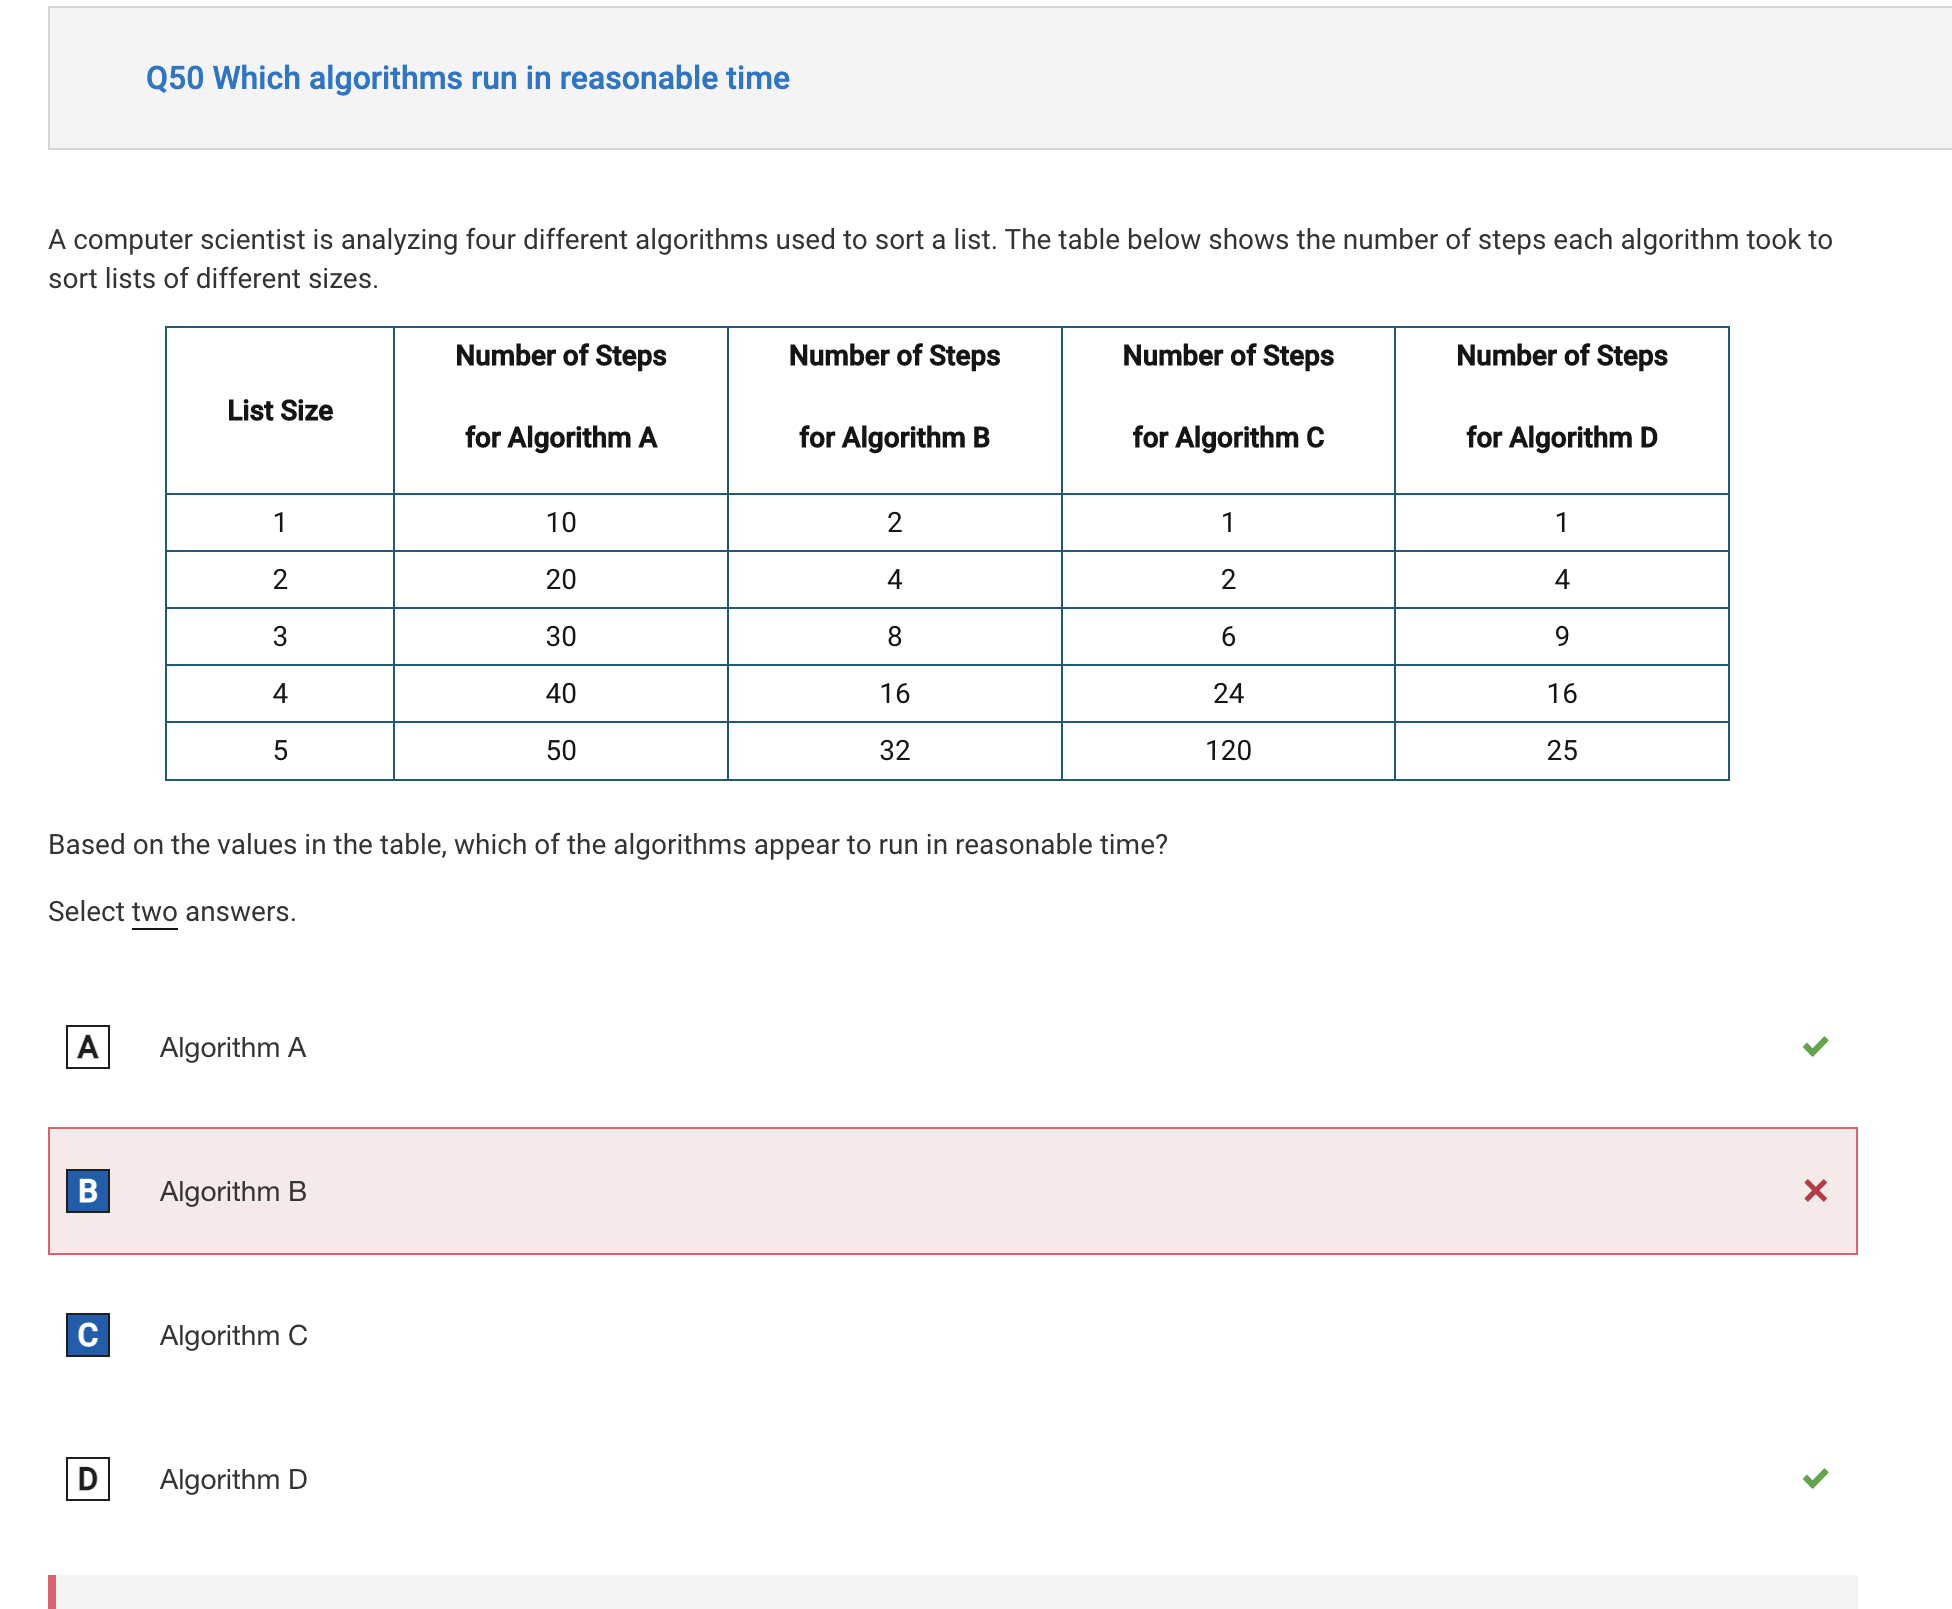 Q50 Which algorithms run in reasonable time
A computer scientist is analyzing four different algorithms used to sort a list. The table below shows the number of steps each algorithm took to
sort lists of different sizes.
List Size
Number of Steps
for Algorithm A
Number of Steps
for Algorithm B
Number of Steps
for Algorithm C
Number of Steps
for Algorithm D
1 10 2 1 1
2 20 4 2 4
3 30 8 6 9
4 40 16 24 16
5 50 32 120 25
Based on the values in the table, which of the algorithms appear to run in reasonable time?
Select two answers.
A Algorithm A
B Algorithm B
C Algorithm C
D Algorithm D